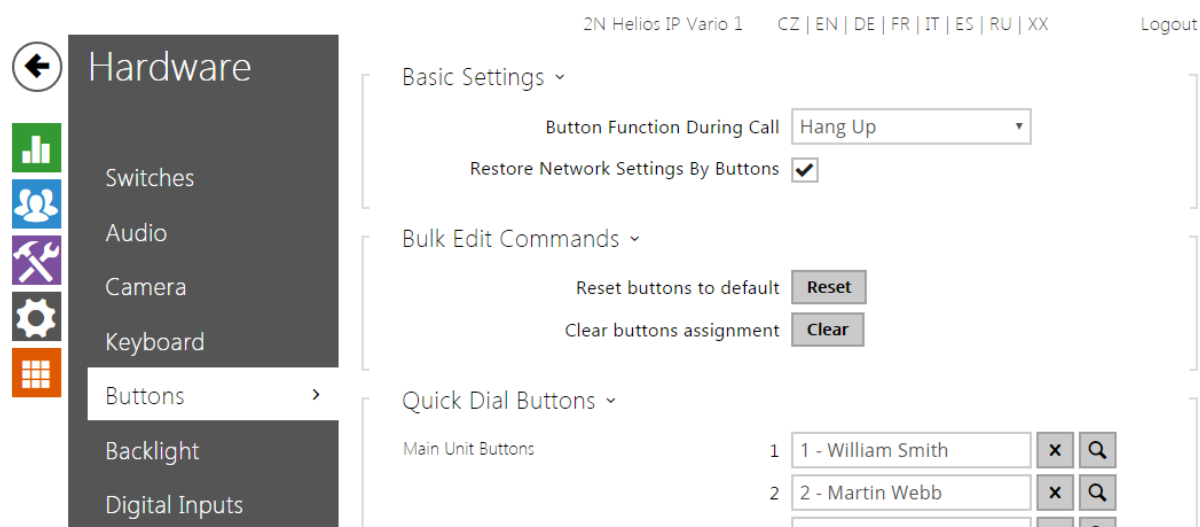 2N Helios IP Vario 1 CZ | EN | DE | FR | IT | ES | RU | XX Logout
Hardware
Switches
Audio
Camera
Keyboard
Buttons
Backlight
Digital Inputs
Basic Settings
Button Function During Call Hang Up
Restore Network Settings By Buttons
Bulk Edit Commands
Reset buttons to default Reset
Clear buttons assignment Clear
Quick Dial Buttons
Main Unit Buttons 1 1 - William Smith
2 2 - Martin Webb